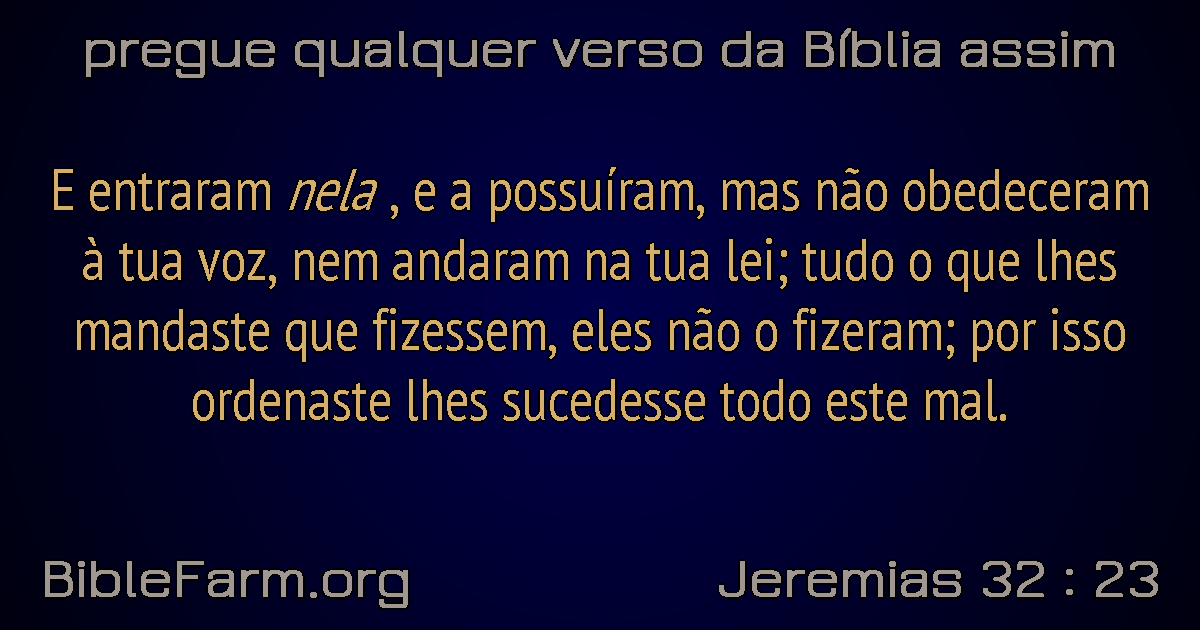 pregue qualquer verso da Bíblia assim
E entraram nela , e a possuíram, mas não obedeceram
à tua voz, nem andaram na tua lei; tudo o que lhes
mandaste que fizessem, eles não o fizeram; por isso
ordenaste lhes sucedesse todo este mal.
BibleFarm.org
Jeremias 32 : 23